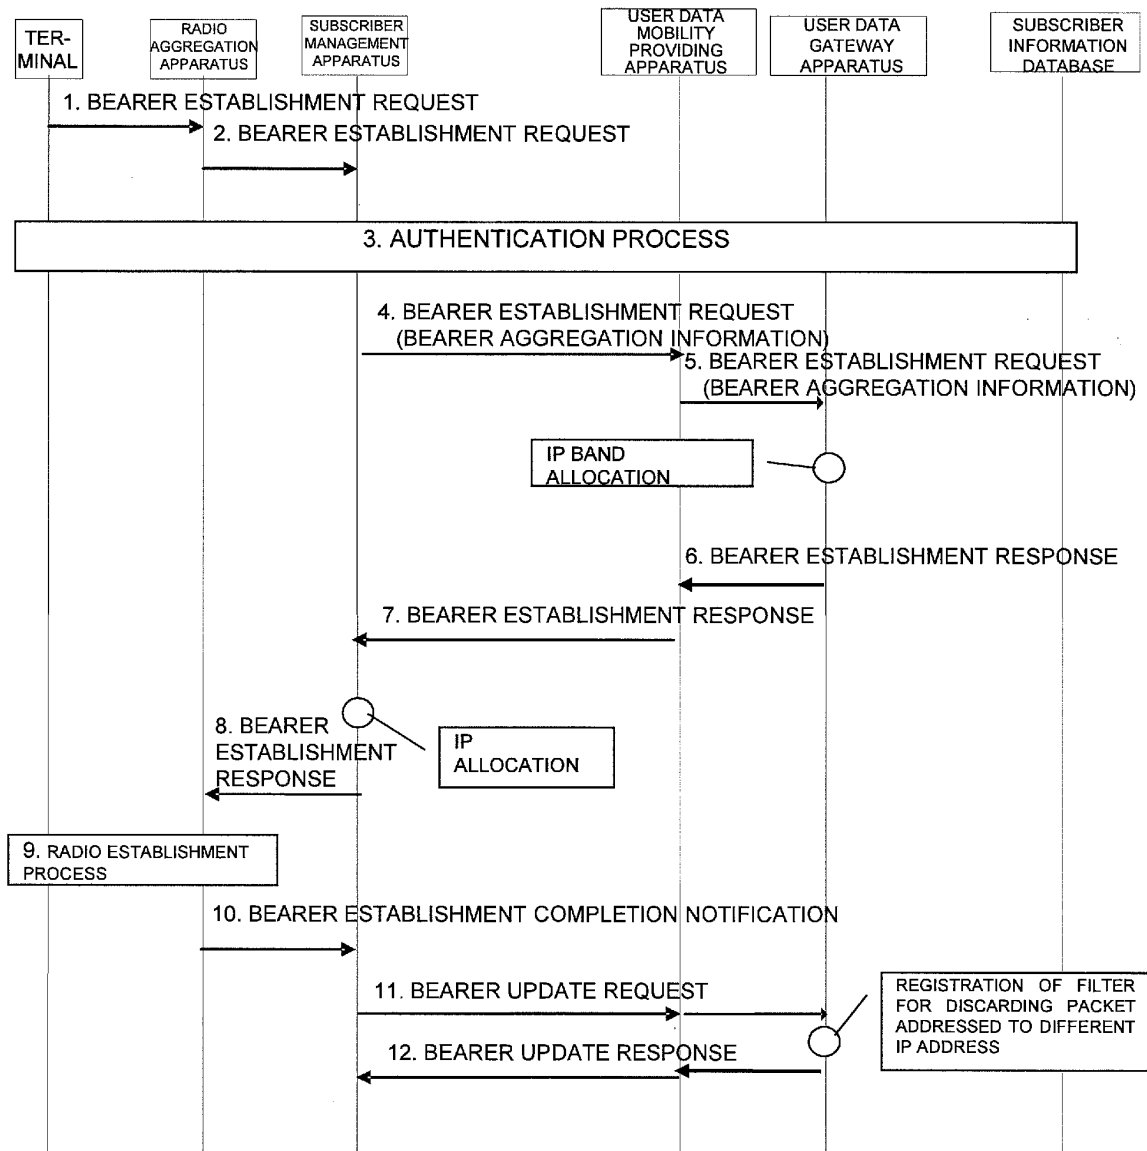 TER-
MINAL
RADIO
AGGREGATION
APPARATUS
SUBSCRIBER
MANAGEMENT
APPARATUS
USER DATA
MOBILITY
PROVIDING
APPARATUS
USER DATA
GATEWAY
APPARATUS
SUBSCRIBER
INFORMATION
DATABASE
1. BEARER ESTABLISHMENT REQUEST
2. BEARER ESTABLISHMENT REQUEST
3. AUTHENTICATION PROCESS
4. BEARER ESTABLISHMENT REQUEST
(BEARER AGGREGATION INFORMATION)
5. BEARER ESTABLISHMENT REQUEST
(BEARER AGGREGATION INFORMATION)
IP BAND
ALLOCATION
6. BEARER ESTABLISHMENT RESPONSE
7. BEARER ESTABLISHMENT RESPONSE
8. BEARER
ESTABLISHMENT
RESPONSE
IP
ALLOCATION
9. RADIO ESTABLISHMENT
PROCESS
10. BEARER ESTABLISHMENT COMPLETION NOTIFICATION
11. BEARER UPDATE REQUEST
REGISTRATION OF FILTER
FOR DISCARDING PACKET
ADDRESSED TO DIFFERENT
IP ADDRESS
12. BEARER UPDATE RESPONSE